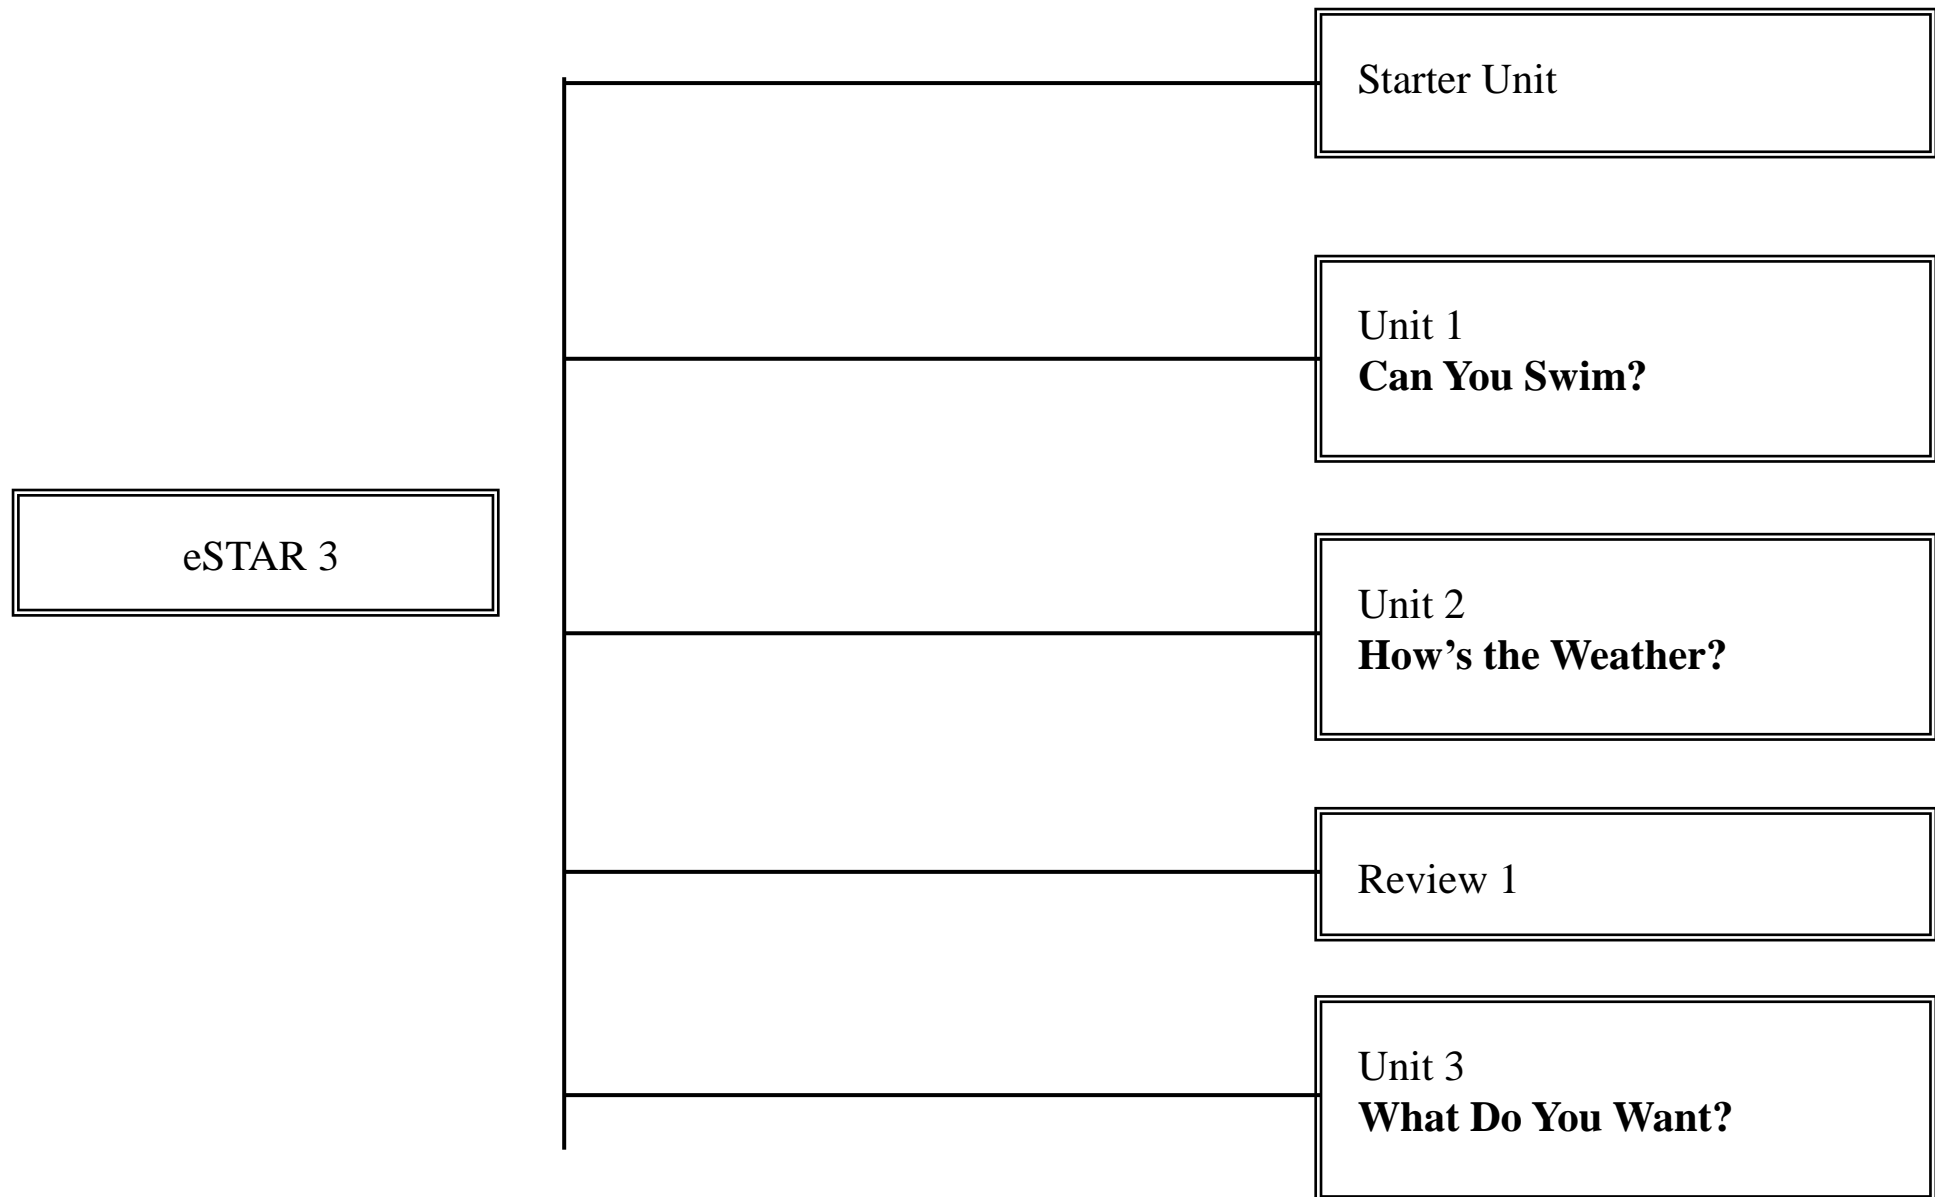 Starter Unit
Unit 1
Can You Swim?
eSTAR 3
Unit 2
How’s the Weather?
Review 1
Unit 3
What Do You Want?